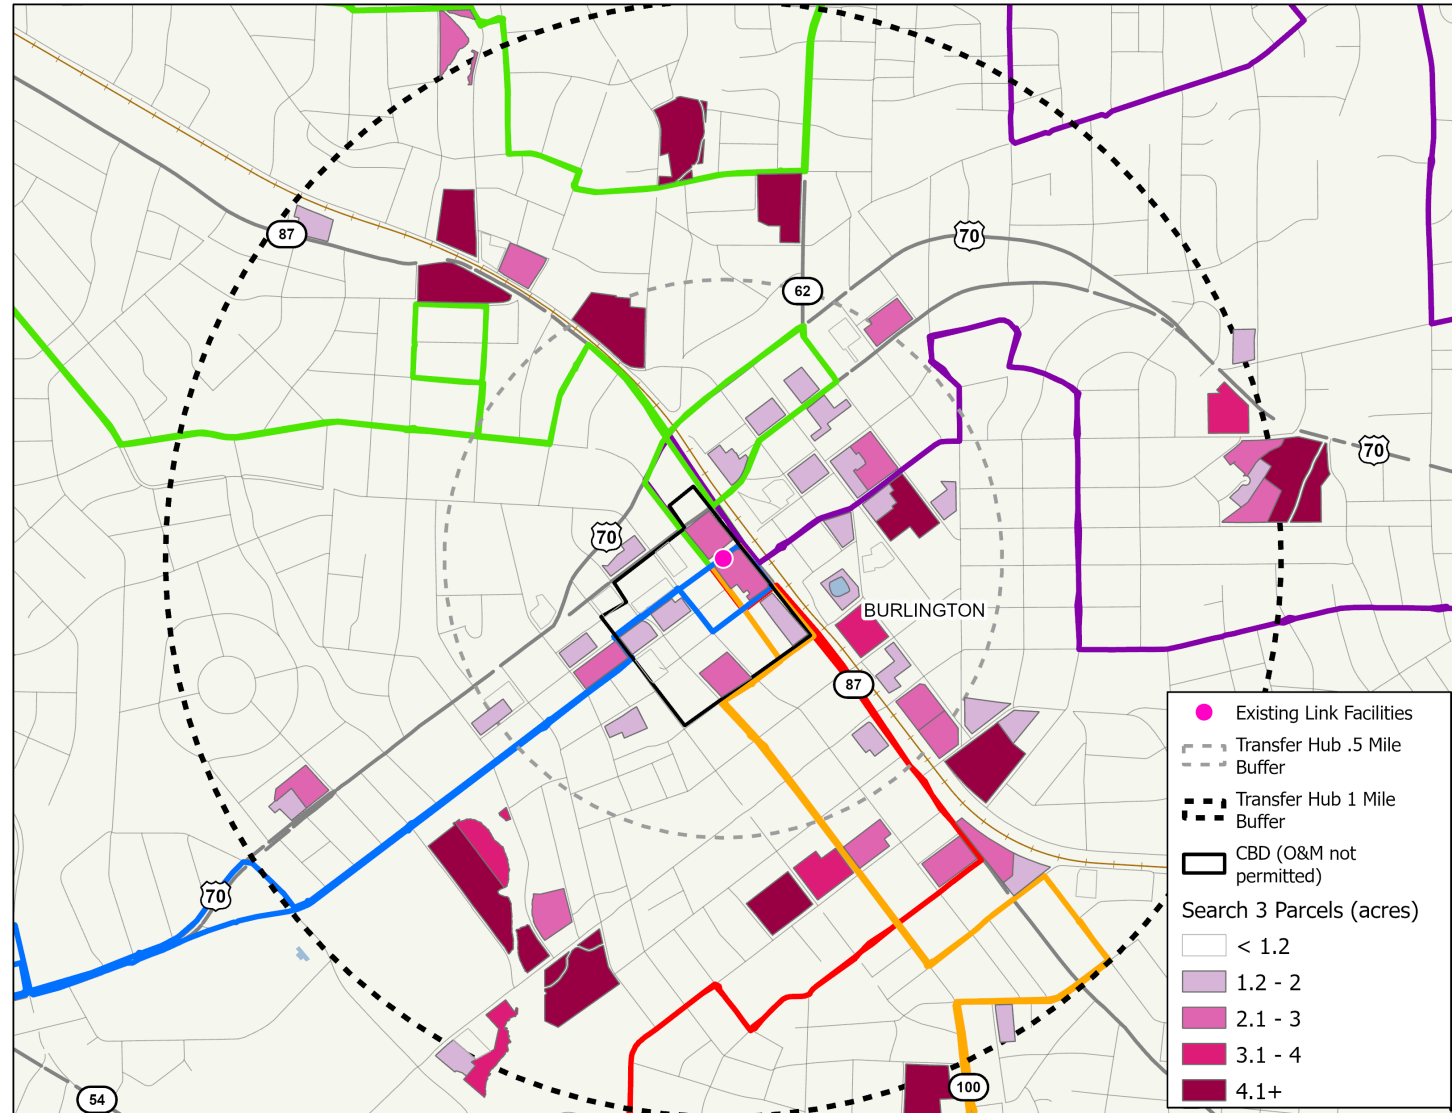 70
87
62
70
70
BURLINGTON
87
70
100
54
Existing Link Facilities
Transfer Hub .5 Mile
Buffer
Transfer Hub 1 Mile
Buffer
CBD (O&M not
permitted)
Search 3 Parcels (acres)
< 1.2
1.2 - 2
2.1 - 3
3.1 - 4
4.1+